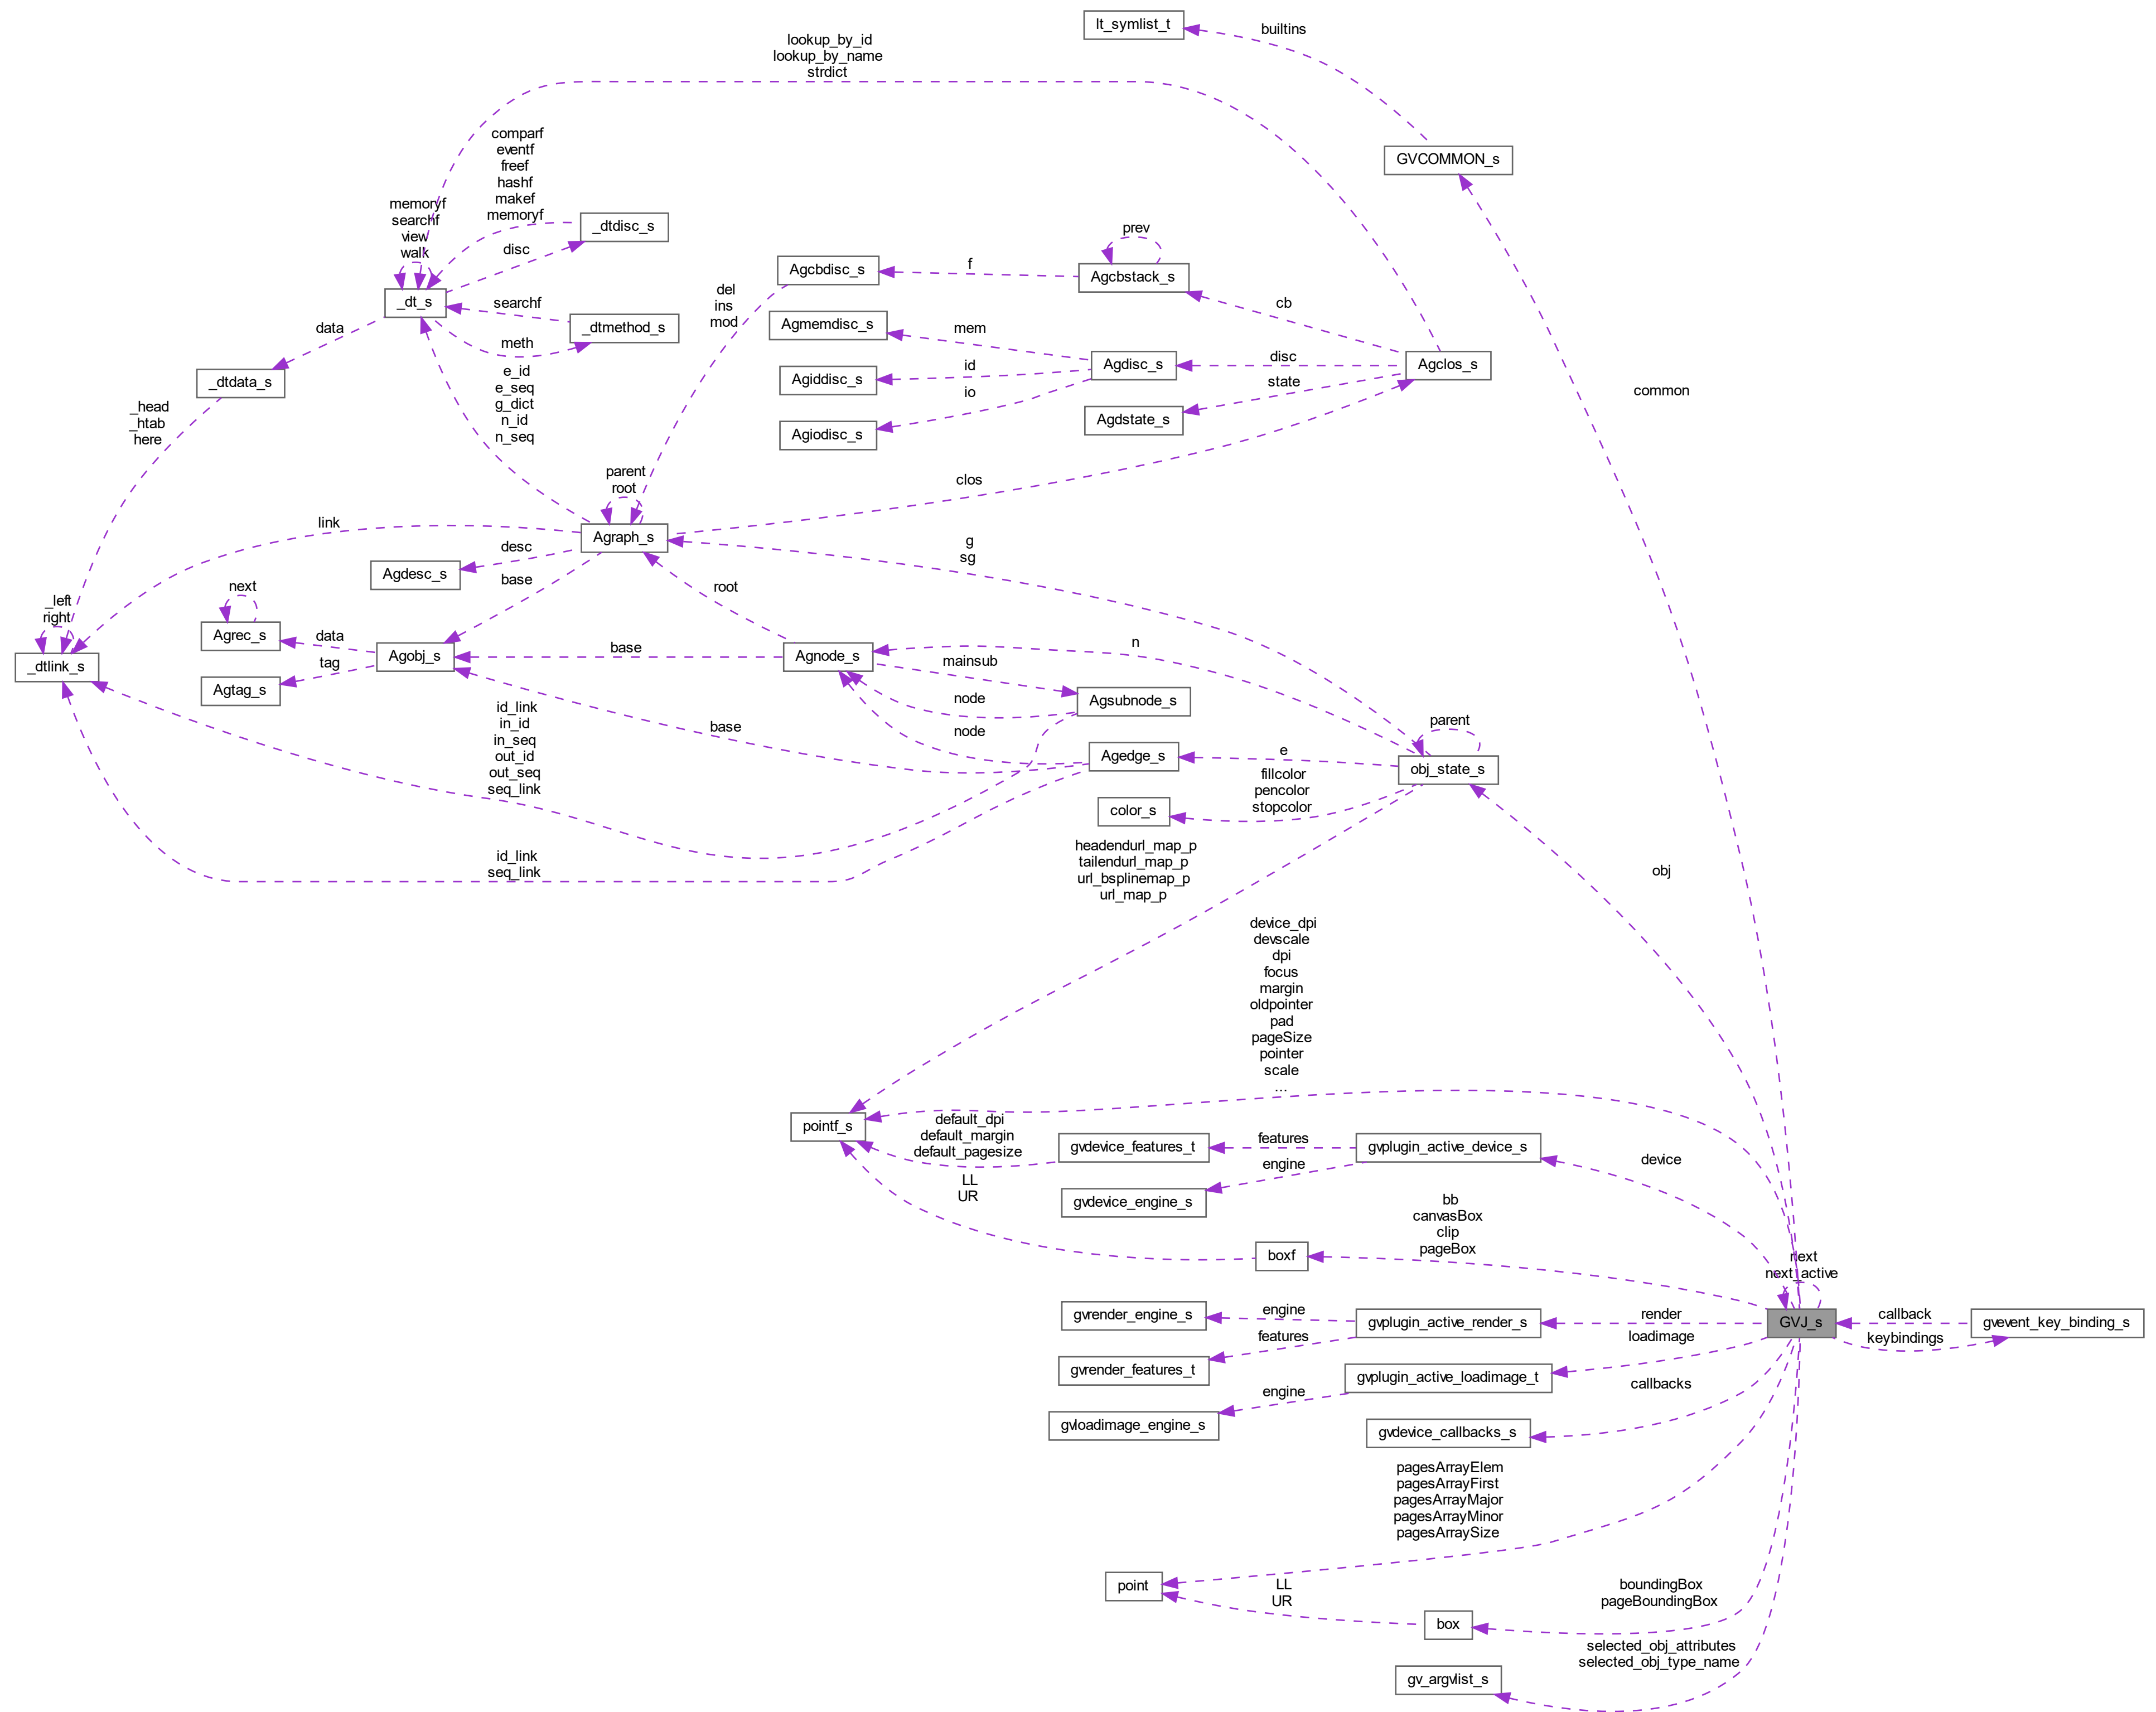 lt_symlist_t
builtins
lookup_by_id
lookup_by_name
strdict
GVCOMMON_s
comparf
eventf
freef
hashf
makef
memoryf
memoryf
searchf
view
walk
_dtdisc_s
disc
prev
Agcbdisc_s
f
Agcbstack_s
_dt_s
searchf
_dtmethod_s
meth
data
del
ins
mod
cb
Agmemdisc_s
mem
Agdisc_s
disc
Agclos_s
id
Agiddisc_s
state
io
Agdstate_s
Agiodisc_s
_dtdata_s
e_id
e_seq
g_dict
n_id
n_seq
common
_head
_htab
here
parent
root
clos
link
Agraph_s
desc
Agdesc_s
base
g
sg
root
next
_left
right
Agrec_s
data
Agobj_s
base
Agnode_s
n
mainsub
_dtlink_s
tag
Agtag_s
node
Agsubnode_s
id_link
in_id
in_seq
out_id
out_seq
seq_link
base
node
parent
Agedge_s
e
obj_state_s
fillcolor
pencolor
stopcolor
color_s
id_link
seq_link
headendurl_map_p
tailendurl_map_p
url_bsplinemap_p
url_map_p
obj
device_dpi
devscale
dpi
focus
margin
oldpointer
pad
pageSize
pointer
scale
...
pointf_s
default_dpi
default_margin
default_pagesize
gvdevice_features_t
features
gvplugin_active_device_s
device
engine
gvdevice_engine_s
LL
UR
bb
canvasBox
clip
pageBox
boxf
next
next_active
gvrender_engine_s
engine
gvplugin_active_render_s
render
GVJ_s
callback
gvevent_key_binding_s
keybindings
loadimage
features
gvrender_features_t
gvplugin_active_loadimage_t
engine
gvloadimage_engine_s
callbacks
gvdevice_callbacks_s
pagesArrayElem
pagesArrayFirst
pagesArrayMajor
pagesArrayMinor
pagesArraySize
point
LL
UR
boundingBox
pageBoundingBox
box
selected_obj_attributes
selected_obj_type_name
gv_argvlist_s